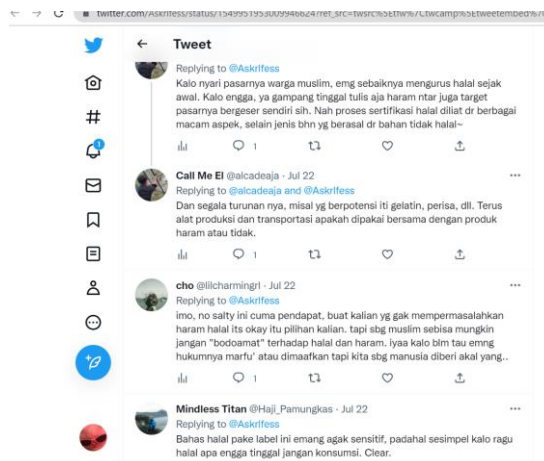 twitter.com/Askrlfess/status/1549951953009946624?ref_src=twsrc%5Etfw%7Ctwcamp%5Etweetembed%7
Tweet
Replying to @Askrlfess
Kalo nyari pasarnya warga muslim, emg sebaiknya mengurus halal sejak
awal. Kalo engga, ya gampang tinggal tulis aja haram ntar juga target
pasarnya bergeser sendiri sih. Nah proses sertifikasi halal diliat dr berbagai
macam aspek, selain jenis bhn yg berasal dr bahan tidak halal~
1
Call Me El @alcadeaja · Jul 22
Replying to @alcadeaja and @Askrlfess
Dan segala turunan nya, misal yg berpotensi iti gelatin, perisa, dll. Terus
alat produksi dan transportasi apakah dipakai bersama dengan produk
haram atau tidak.
1
cho @lilcharmingrl · Jul 22
Replying to @Askrlfess
imo, no salty ini cuma pendapat, buat kalian yg gak mempermasalahkan
haram halal its okay itu pilihan kalian. tapi sbg muslim sebisa mungkin
jangan "bodoamat" terhadap halal dan haram. iyaa kalo blm tau emng
hukumnya marfu' atau dimaafkan tapi kita sbg manusia diberi akal yang..
1
Mindless Titan @Haji_Pamungkas · Jul 22
Replying to @Askrlfess
Bahas halal pake label ini emang agak sensitif, padahal sesimpel kalo ragu
halal apa engga tinggal jangan konsumsi. Clear.